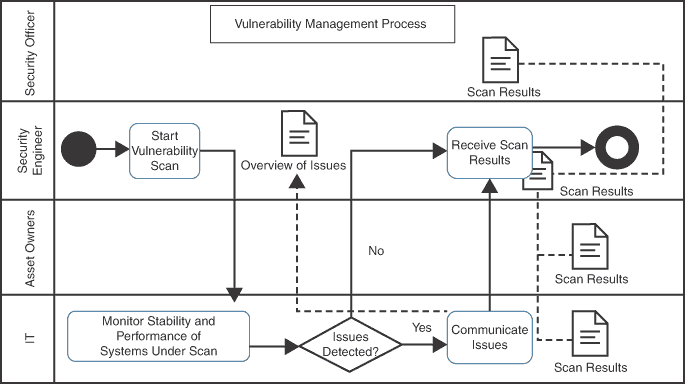 Vulnerability Management Process
Security Officer
Scan Results
Security
Engineer
Start
Vulnerability
Scan
Overview of Issues
Receive Scan
Results
Scan Results
Asset Owners
No
Scan Results
IT
Monitor Stability and
Performance of
Systems Under Scan
Issues
Detected?
Yes
Communicate
Issues
Scan Results